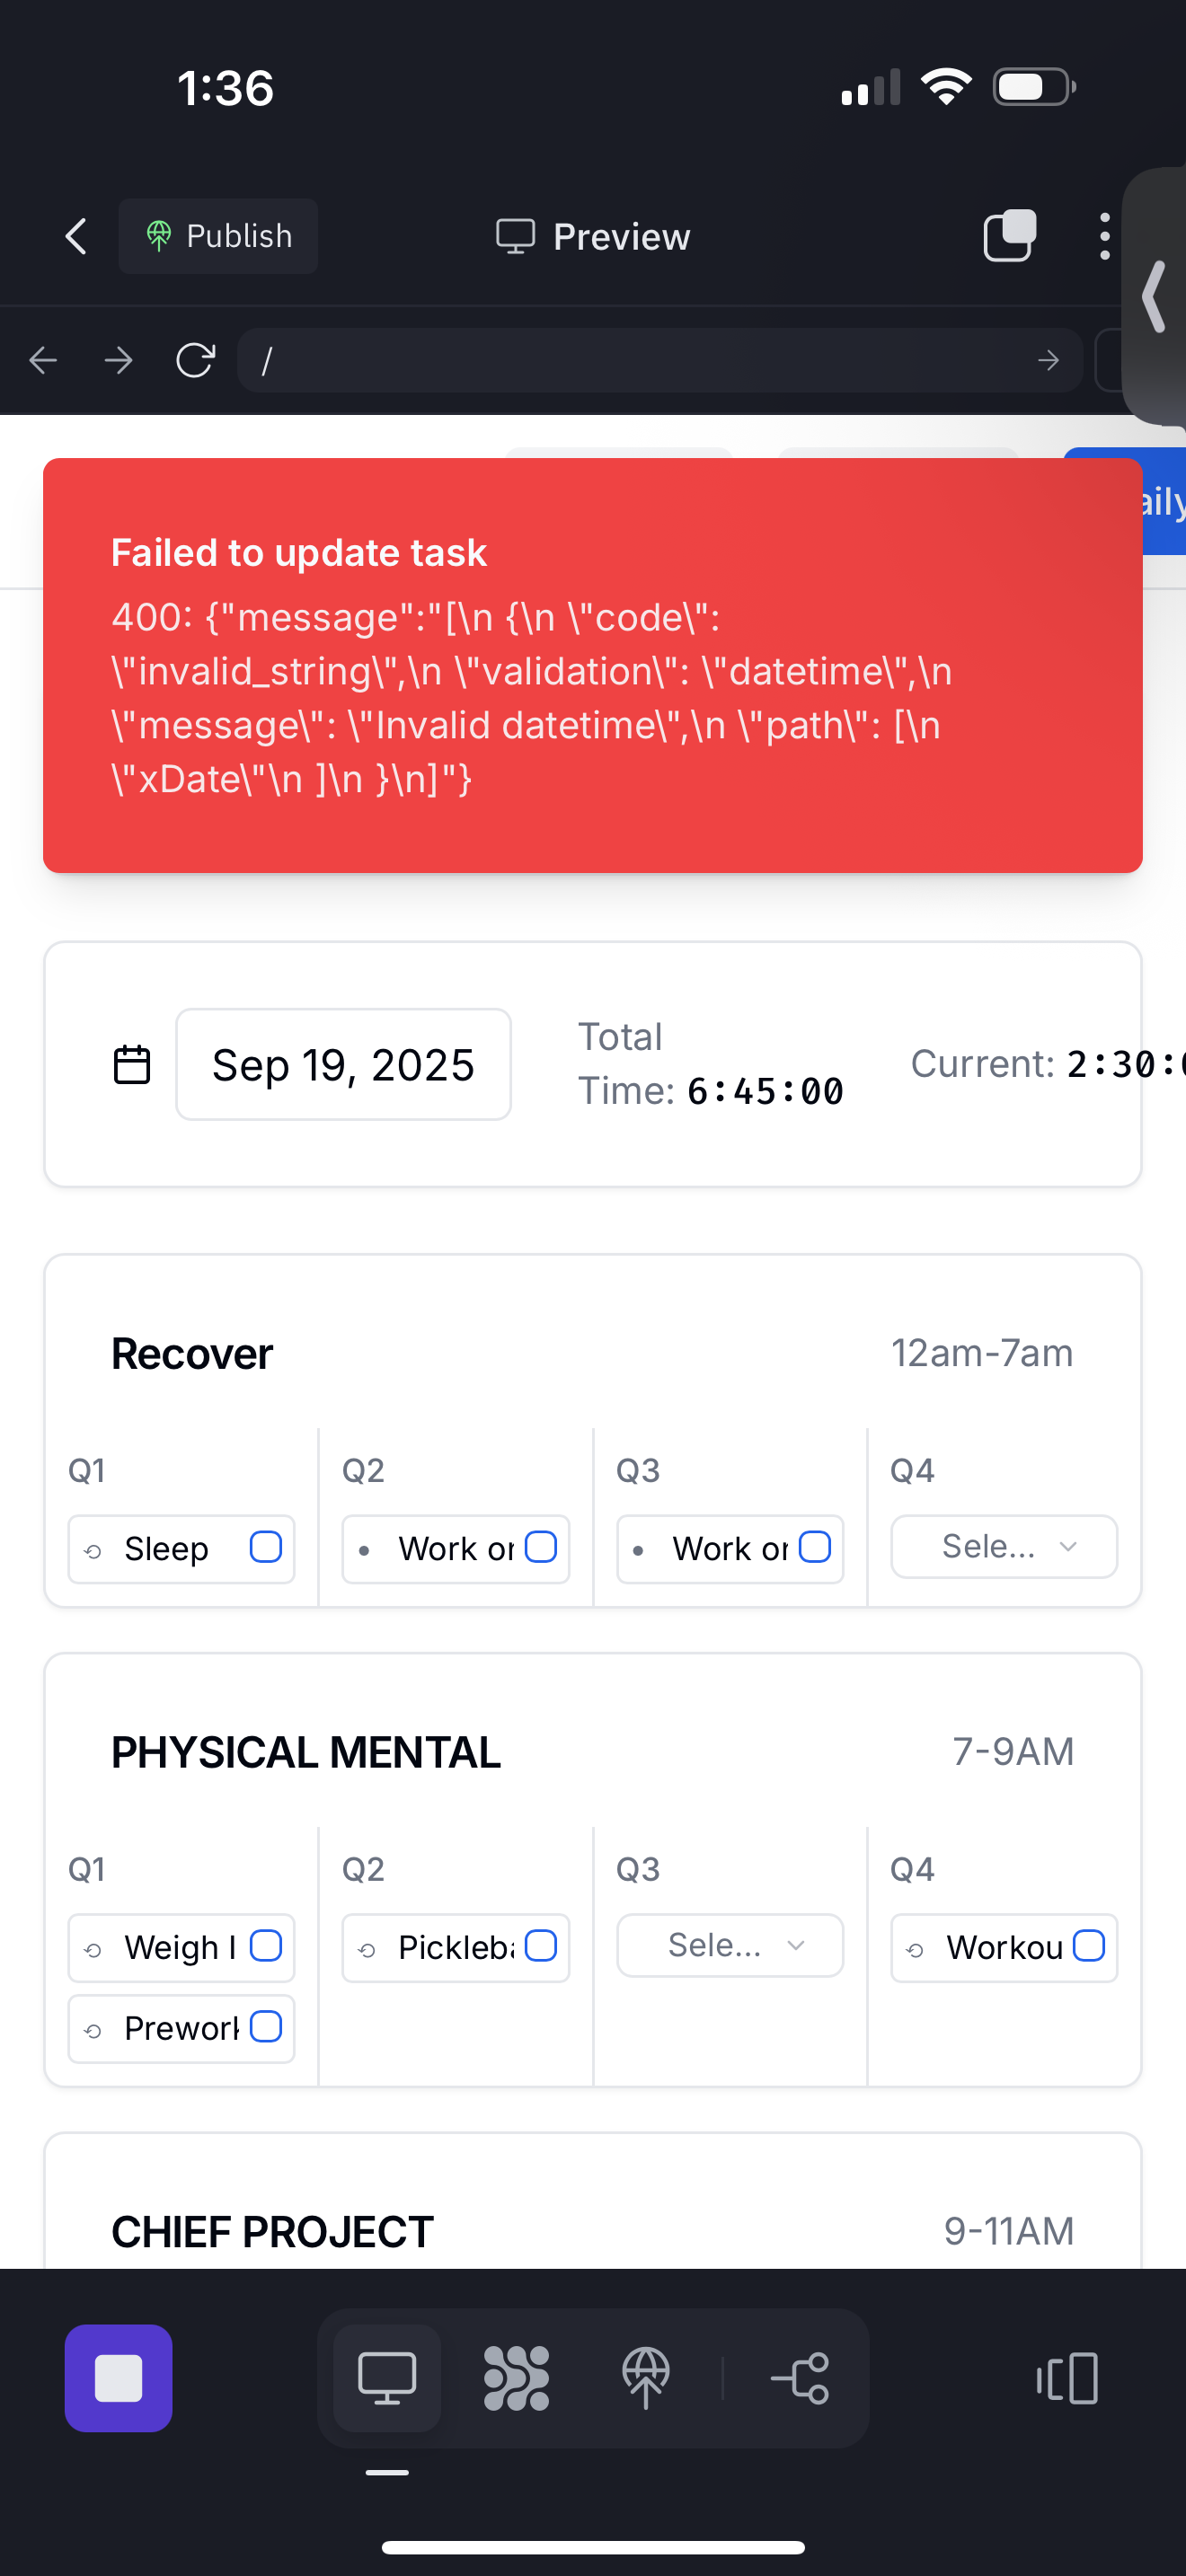 1:36
Publish
Preview
/
aily
Failed to update task
400: {"message":"[\n {\n \"code\":
\"invalid_string\",\n \"validation\": \"datetime\",\n
\"message\": \"Invalid datetime\",\n \"path\": [\n
\"xDate\"\n ]\n }\n]"}
Sep 19, 2025
Total
Time: 6:45:00
Current: 2:30:0
Recover
12am-7am
Q1
Q2
Q3
Q4
Sleep
Work or
Work or
Sele...
PHYSICAL MENTAL
7-9AM
Q1
Q2
Q3
Q4
Weigh I
Pickleba
Sele...
Workou
Prework
CHIEF PROJECT
9-11AM